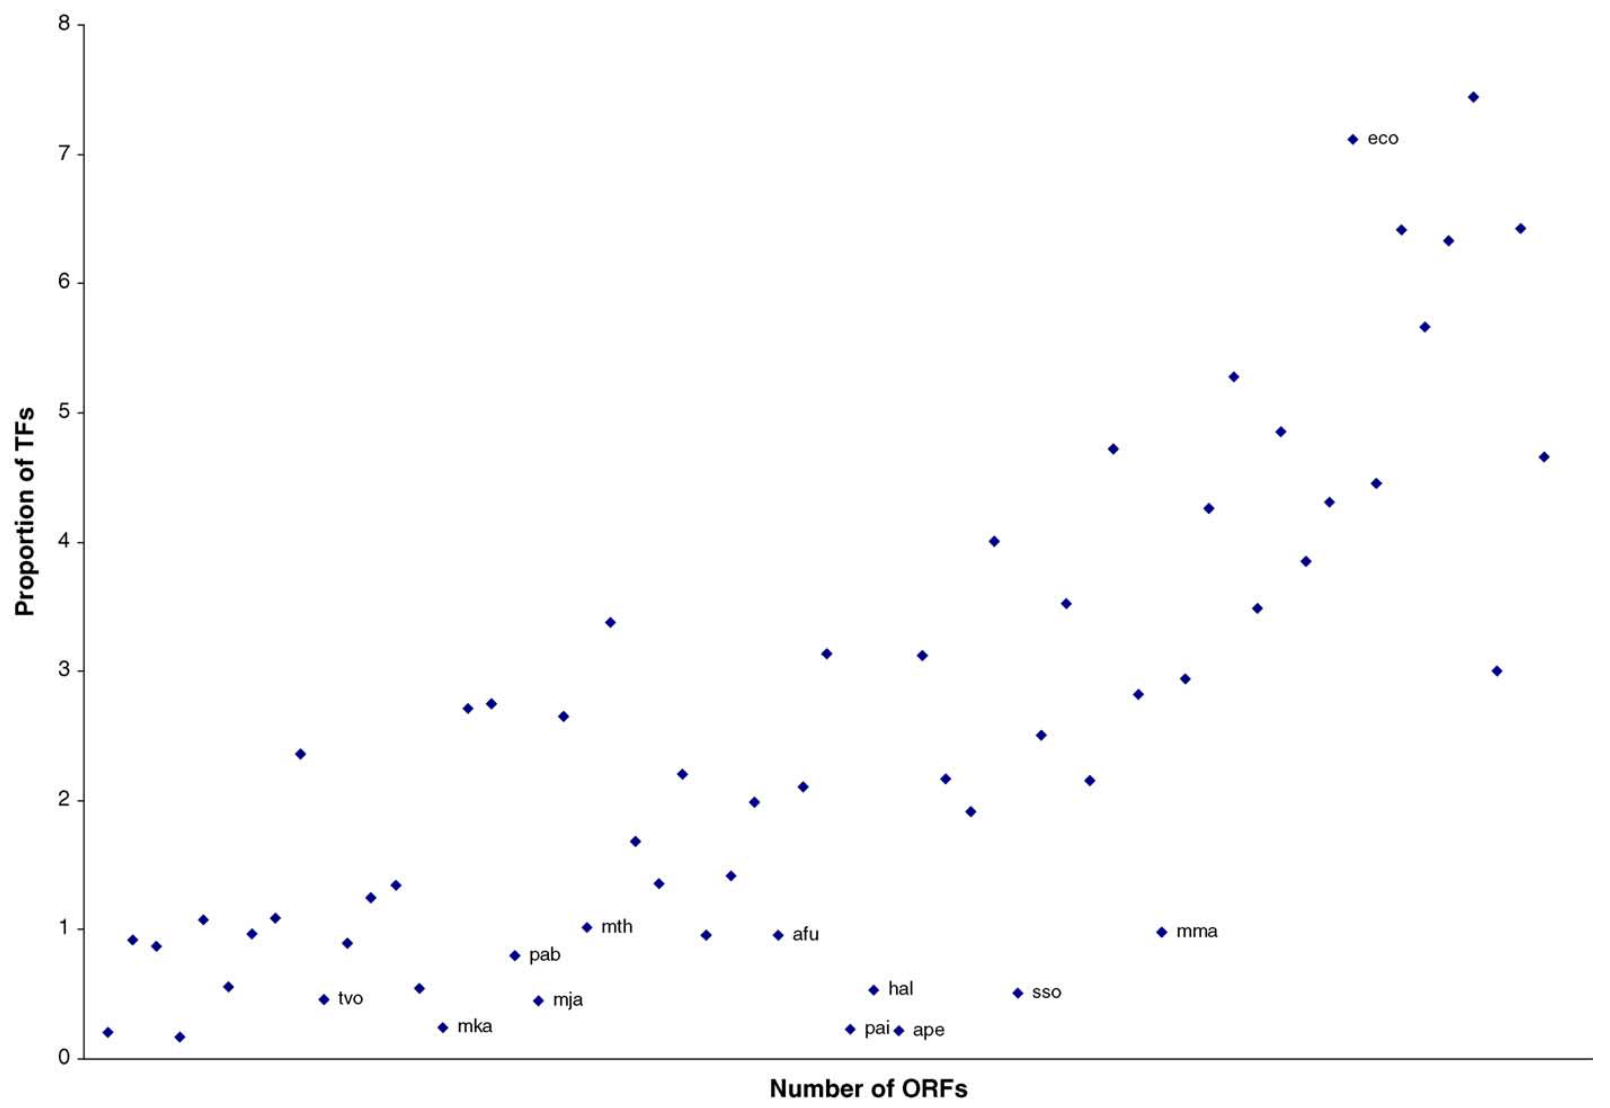 8
eco
7
6
5
Proportion of TFs
4
3
2
1
mth
afu
mma
pab
tvo
mja
hal
sso
mka
pai
ape
0
Number of ORFs